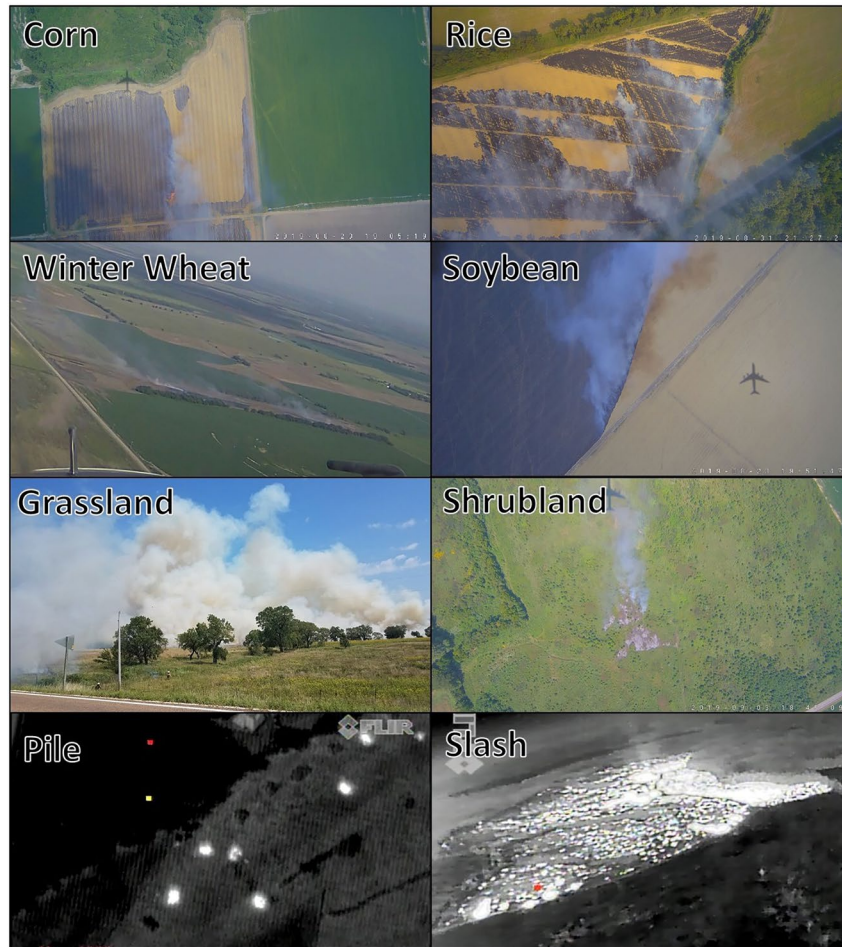 Corn
Rice
Winter Wheat
Soybean
Grassland
Shrubland
Pile
FLIR
Slash